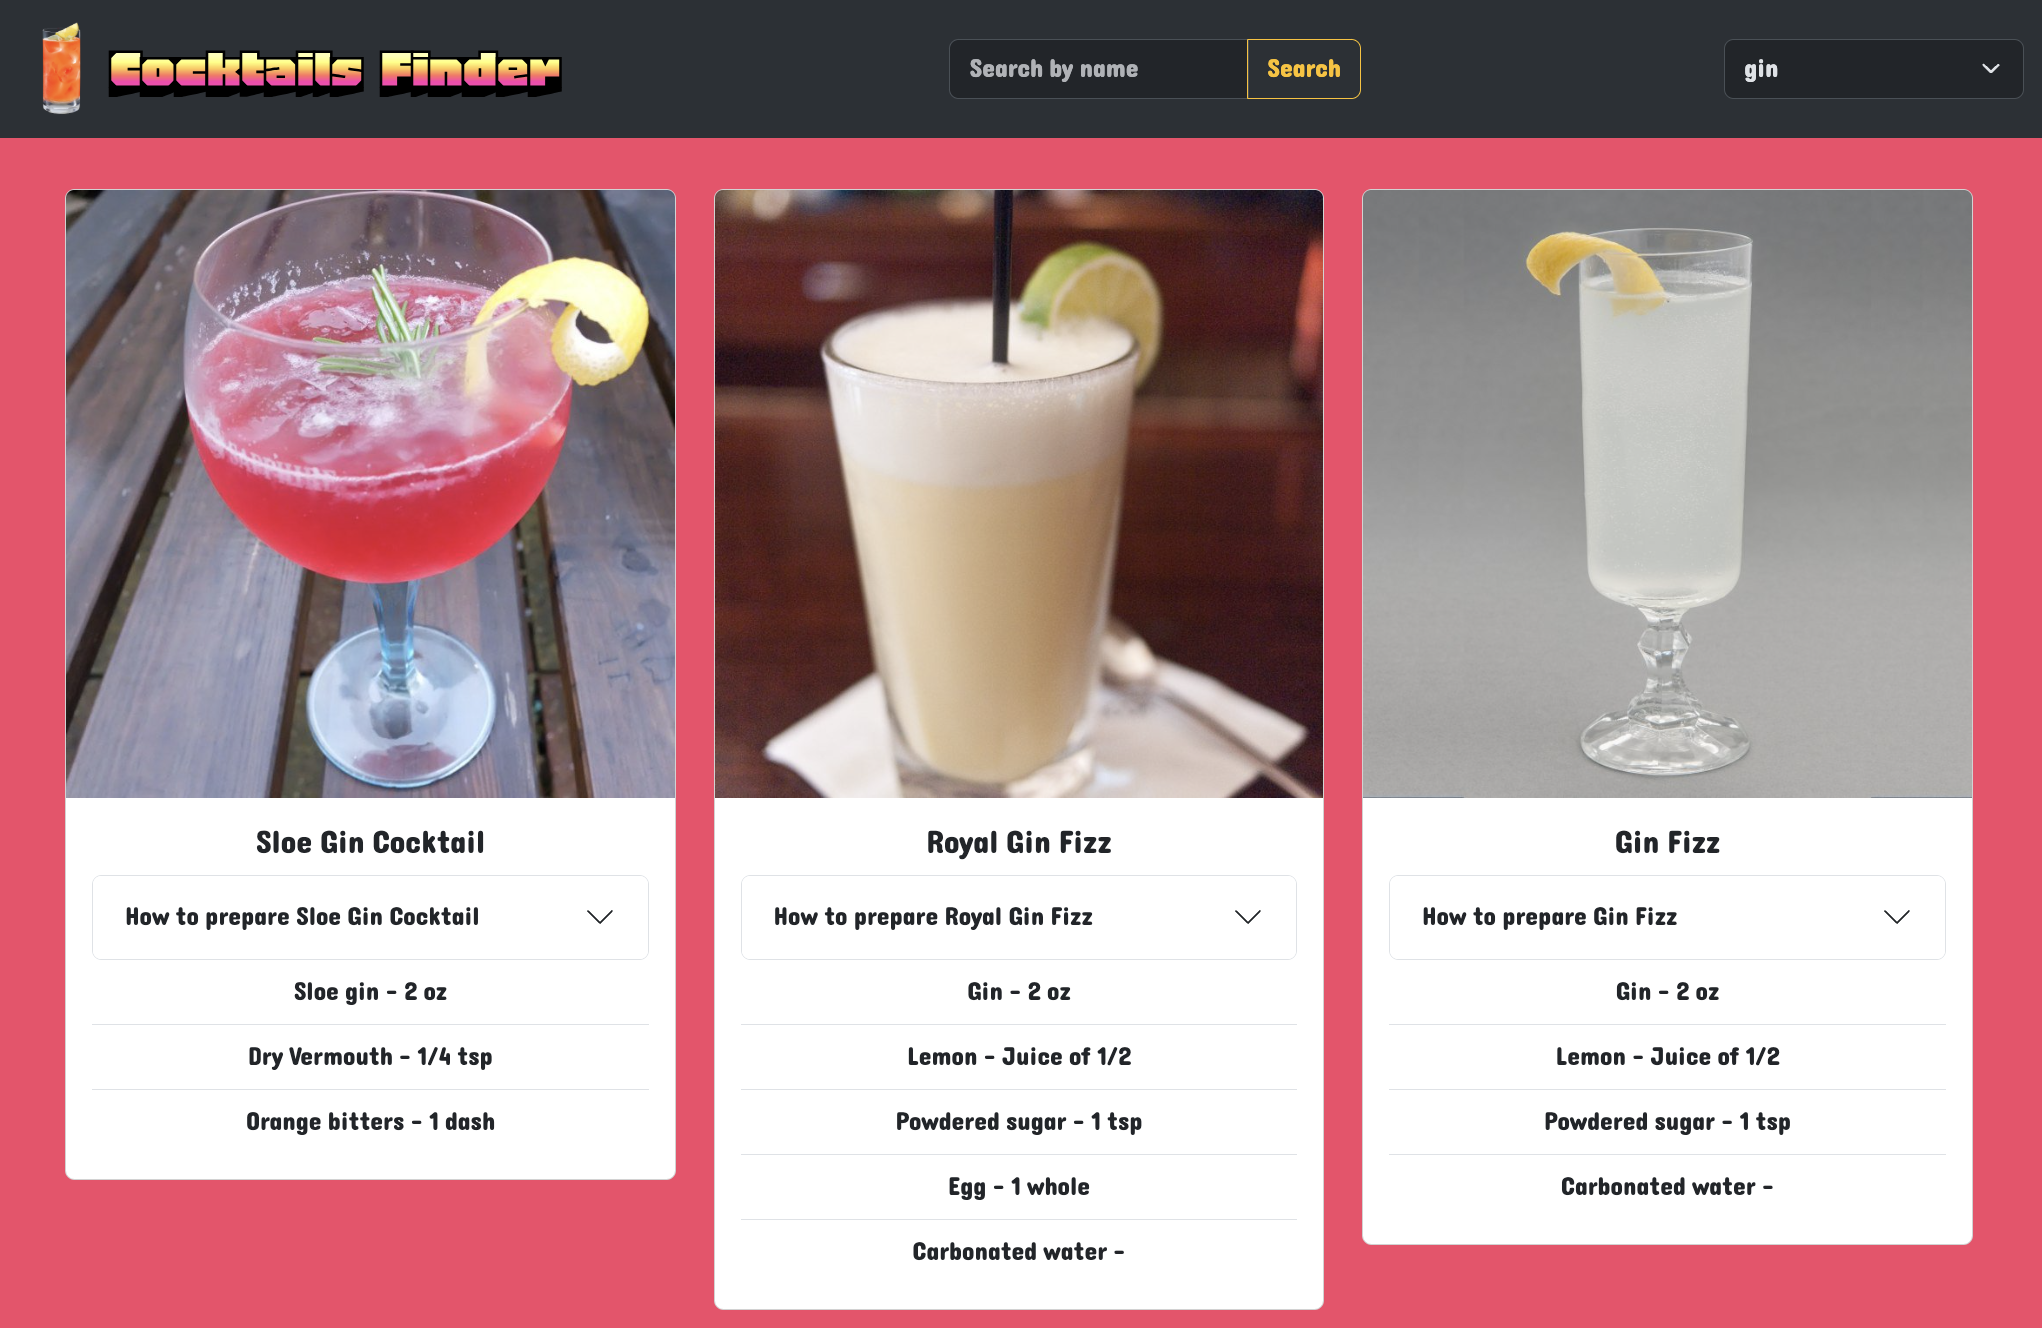 Cocktails Finder
Search by name
Search
gin
Sloe Gin Cocktail
How to prepare Sloe Gin Cocktail
Sloe gin - 2 oz
Dry Vermouth - 1/4 tsp
Orange bitters - 1 dash
Royal Gin Fizz
How to prepare Royal Gin Fizz
Gin - 2 oz
Lemon - Juice of 1/2
Powdered sugar - 1 tsp
Egg - 1 whole
Carbonated water -
Gin Fizz
How to prepare Gin Fizz
Gin - 2 oz
Lemon - Juice of 1/2
Powdered sugar - 1 tsp
Carbonated water -